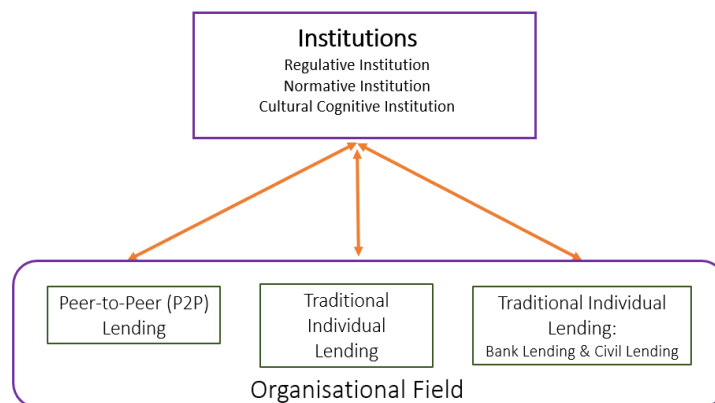 Institutions
Regulative Institution
Normative Institution
Cultural Cognitive Institution
Peer-to-Peer (P2P)
Lending
Traditional
Individual
Lending
Traditional Individual
Lending:
Bank Lending & Civil Lending
Organisational Field